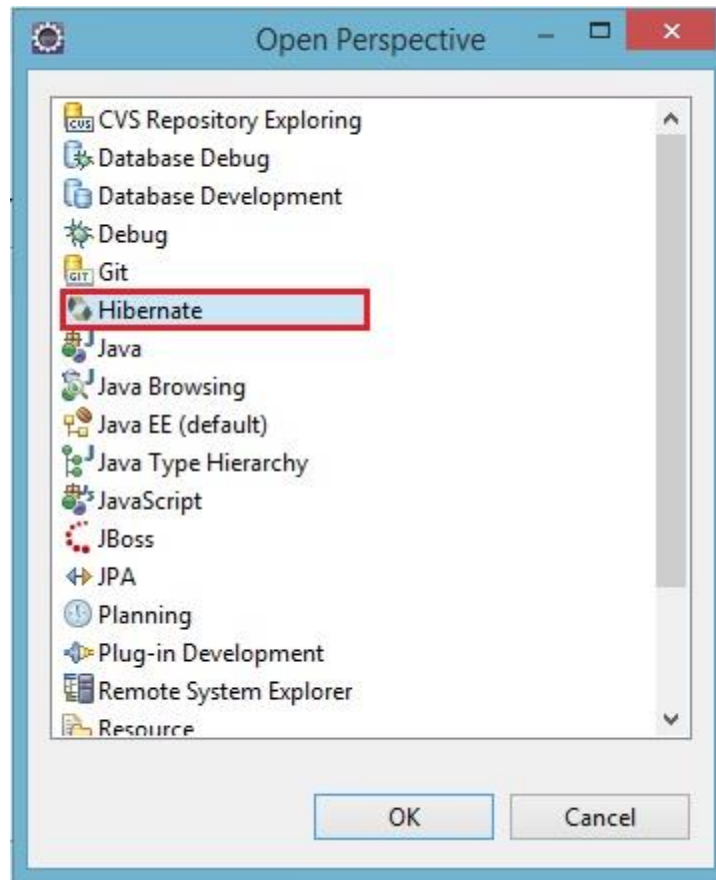 Open Perspective
CVS Repository Exploring
Database Debug
Database Development
Debug
GIT Git
Hibernate
Java
Java Browsing
Java EE (default)
Java Type Hierarchy
JavaScript
JBoss
JPA
Planning
Plug-in Development
Remote System Explorer
Resource
OK Cancel